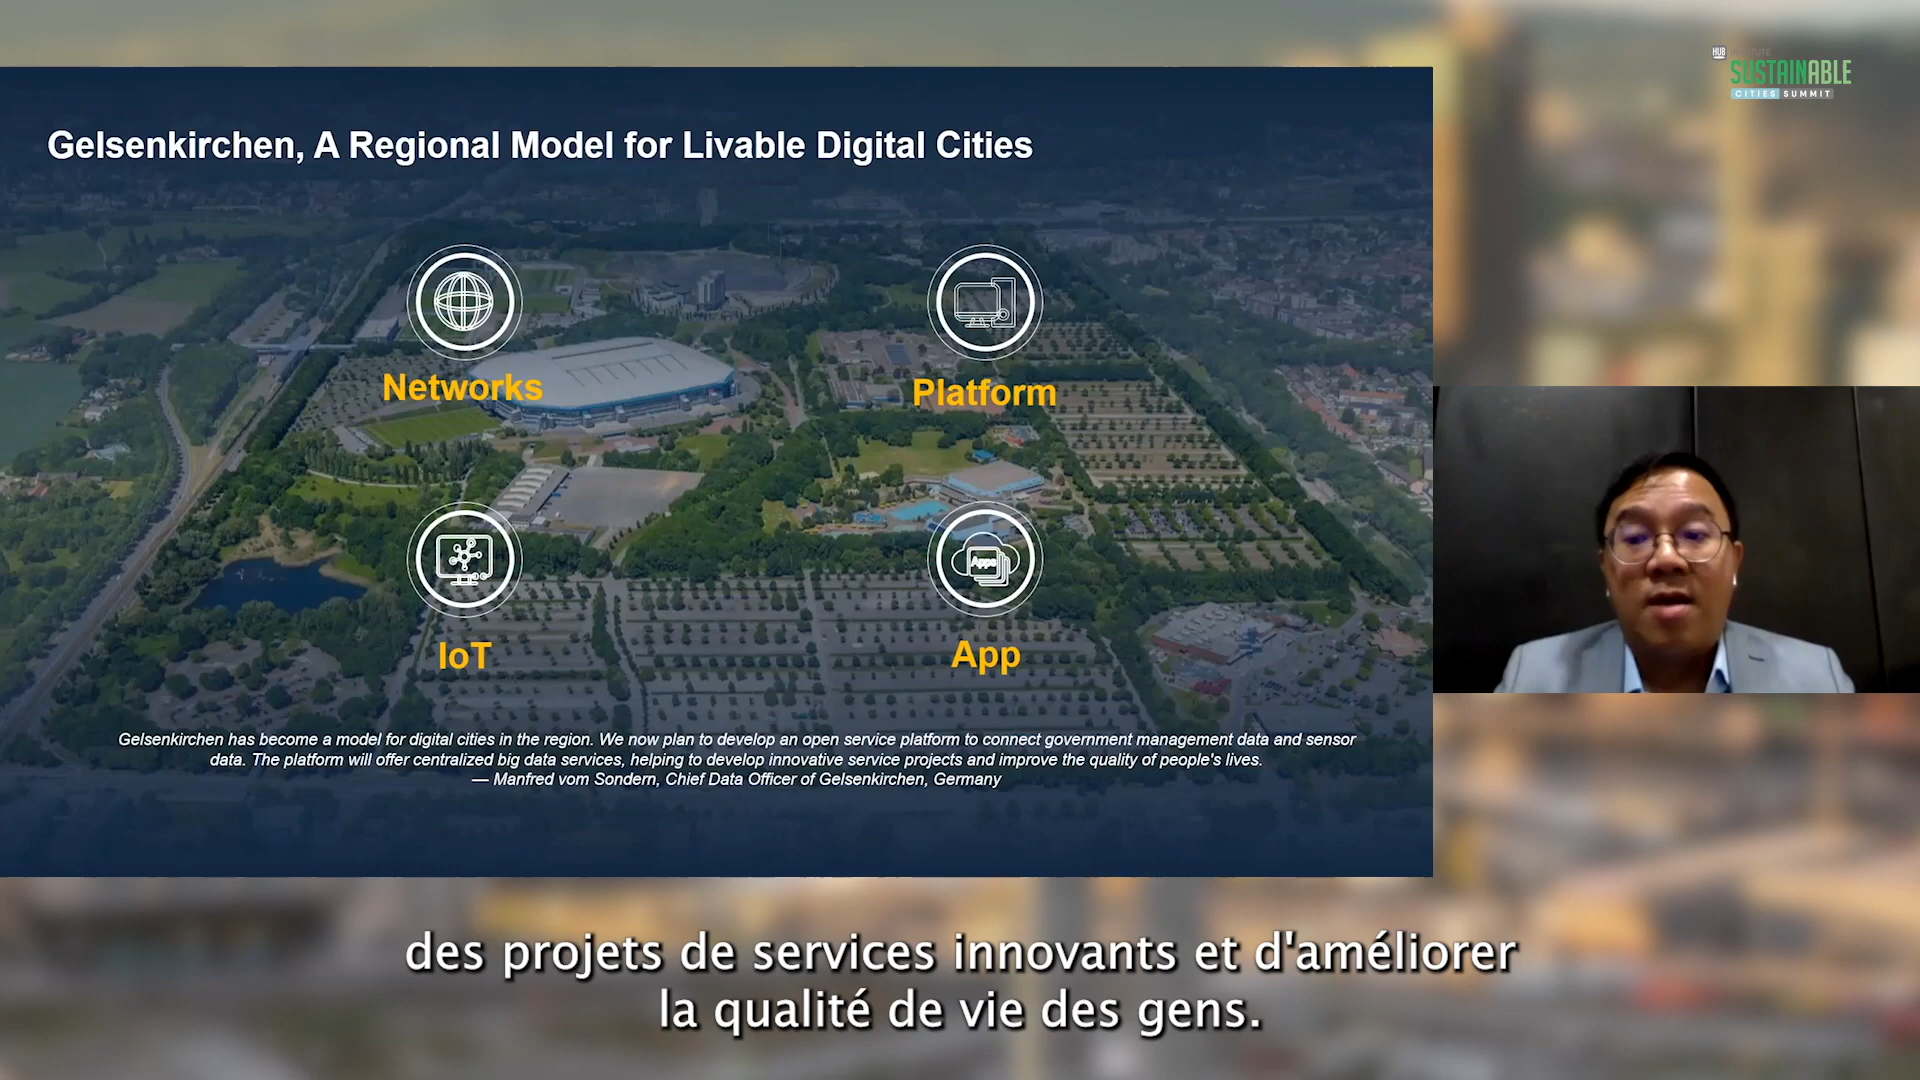 HUB INSTITUTE
SUSTAINABLE
CITIES SUMMIT
Gelsenkirchen, A Regional Model for Livable Digital Cities
Networks
Platform
Apps
IoT
App
Gelsenkirchen has become a model for digital cities in the region. We now plan to develop an open service platform to connect government management data and sensor
data. The platform will offer centralized big data services, helping to develop innovative service projects and improve the quality of people's lives.
— Manfred vom Sondern, Chief Data Officer of Gelsenkirchen, Germany
des projets de services innovants et d'améliorer
la qualité de vie des gens.